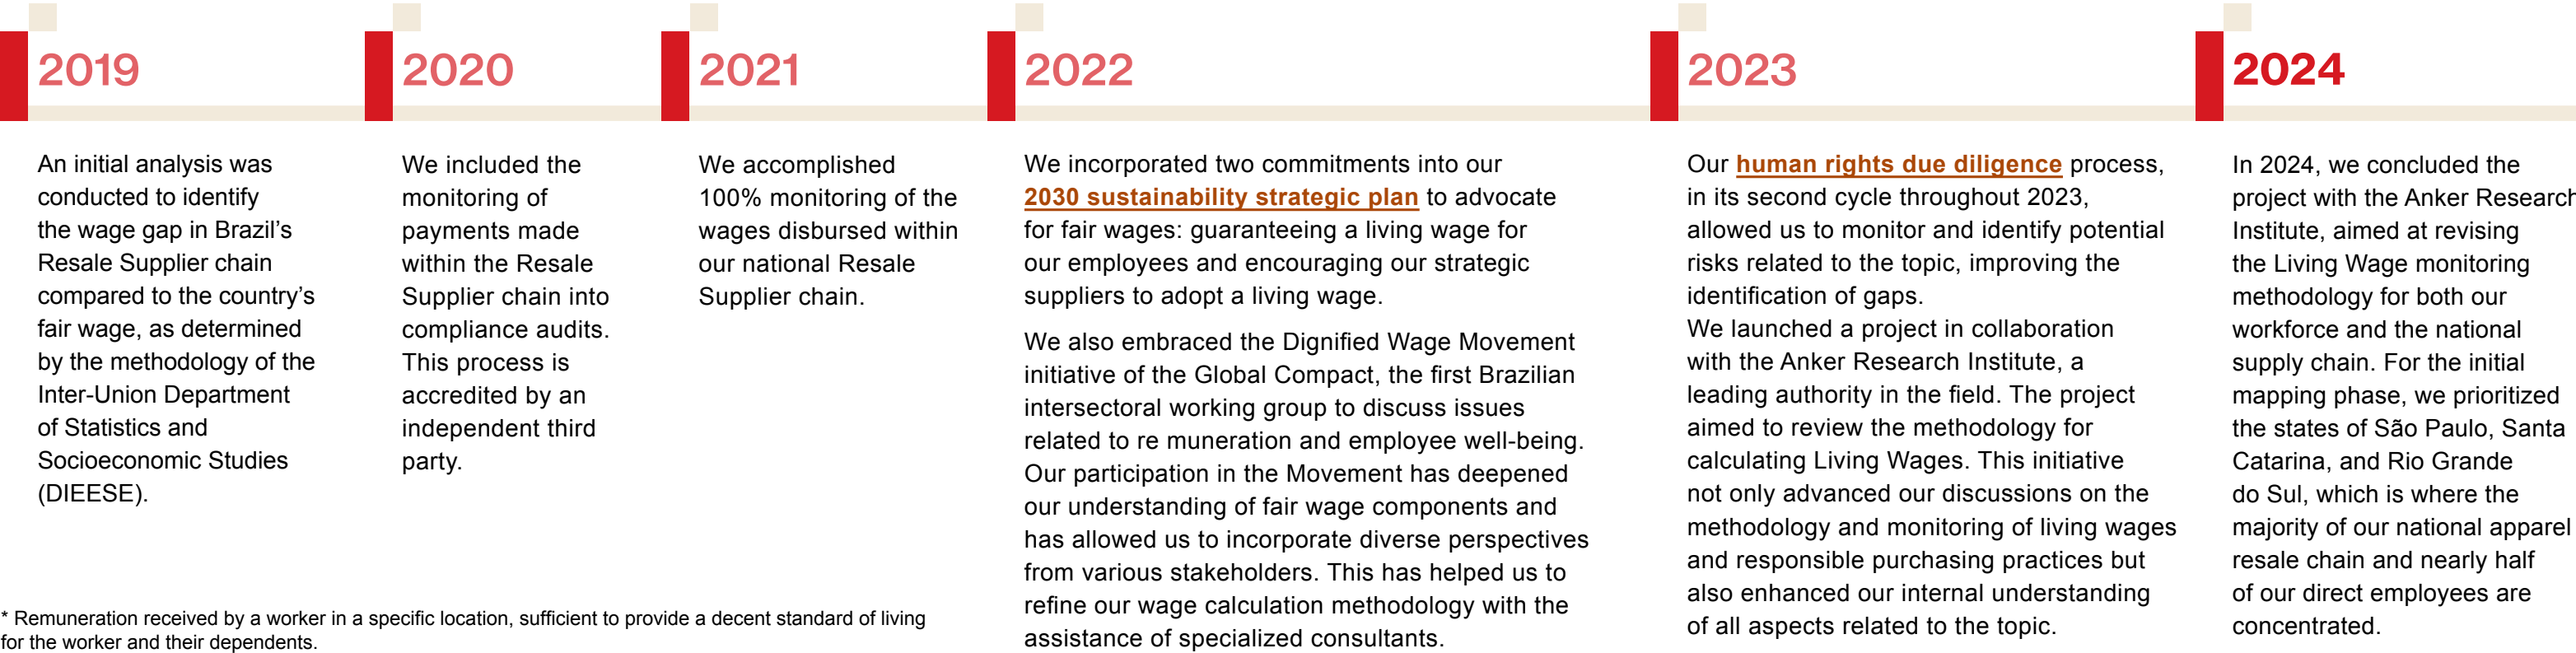 2019
An initial analysis was
conducted to identify
the wage gap in Brazil’s
Resale Supplier chain
compared to the country’s
fair wage, as determined
by the methodology of the
Inter-Union Department
of Statistics and
Socioeconomic Studies
(DIEESE).
2020
We included the
monitoring of
payments made
within the Resale
Supplier chain into
compliance audits.
This process is
accredited by an
independent third
party.
2021
We accomplished
100% monitoring of the
wages disbursed within
our national Resale
Supplier chain.
2022
We incorporated two commitments into our
2030 sustainability strategic plan to advocate
for fair wages: guaranteeing a living wage for
our employees and encouraging our strategic
suppliers to adopt a living wage.
We also embraced the Dignified Wage Movement
initiative of the Global Compact, the first Brazilian
intersectoral working group to discuss issues
related to re muneration and employee well-being.
Our participation in the Movement has deepened
our understanding of fair wage components and
has allowed us to incorporate diverse perspectives
from various stakeholders. This has helped us to
refine our wage calculation methodology with the
assistance of specialized consultants.
2023
Our human rights due diligence process,
in its second cycle throughout 2023,
allowed us to monitor and identify potential
risks related to the topic, improving the
identification of gaps.
We launched a project in collaboration
with the Anker Research Institute, a
leading authority in the field. The project
aimed to review the methodology for
calculating Living Wages. This initiative
not only advanced our discussions on the
methodology and monitoring of living wages
and responsible purchasing practices but
also enhanced our internal understanding
of all aspects related to the topic.
2024
In 2024, we concluded the
project with the Anker Research
Institute, aimed at revising
the Living Wage monitoring
methodology for both our
workforce and the national
supply chain. For the initial
mapping phase, we prioritized
the states of São Paulo, Santa
Catarina, and Rio Grande
do Sul, which is where the
majority of our national apparel
resale chain and nearly half
of our direct employees are
concentrated.
* Remuneration received by a worker in a specific location, sufficient to provide a decent standard of living
for the worker and their dependents.